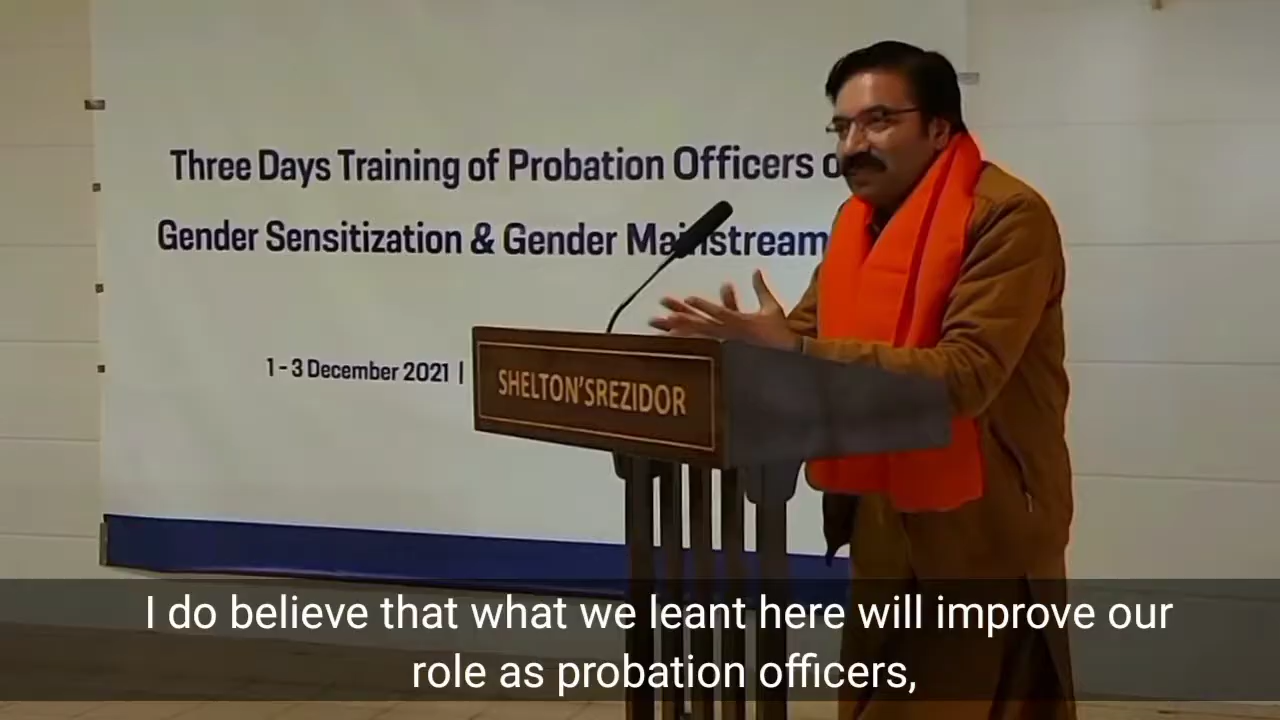 Three Days Training of Probation Officers
Gender Sensitization & Gender Mainstream
1 - 3 December 2021 |
SHELTON'SREZIDOR
I do believe that what we leant here will improve our
role as probation officers,